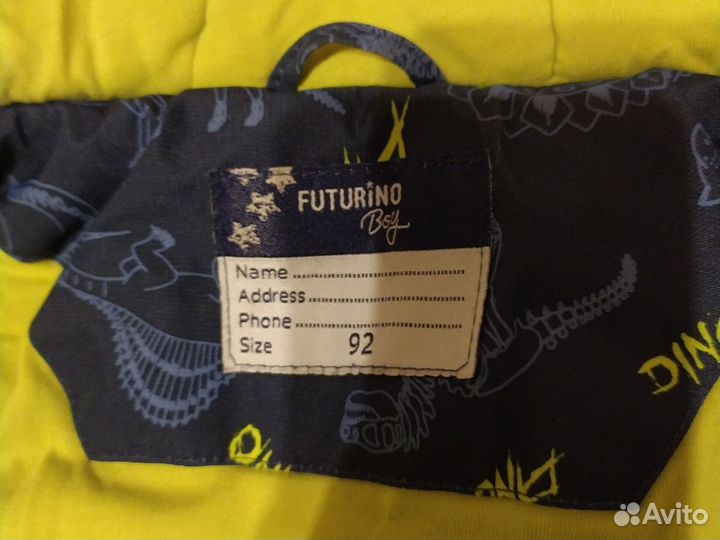 FUTURiNO
Boy
Name
Address
Phone
Size 92
DINO
Avito